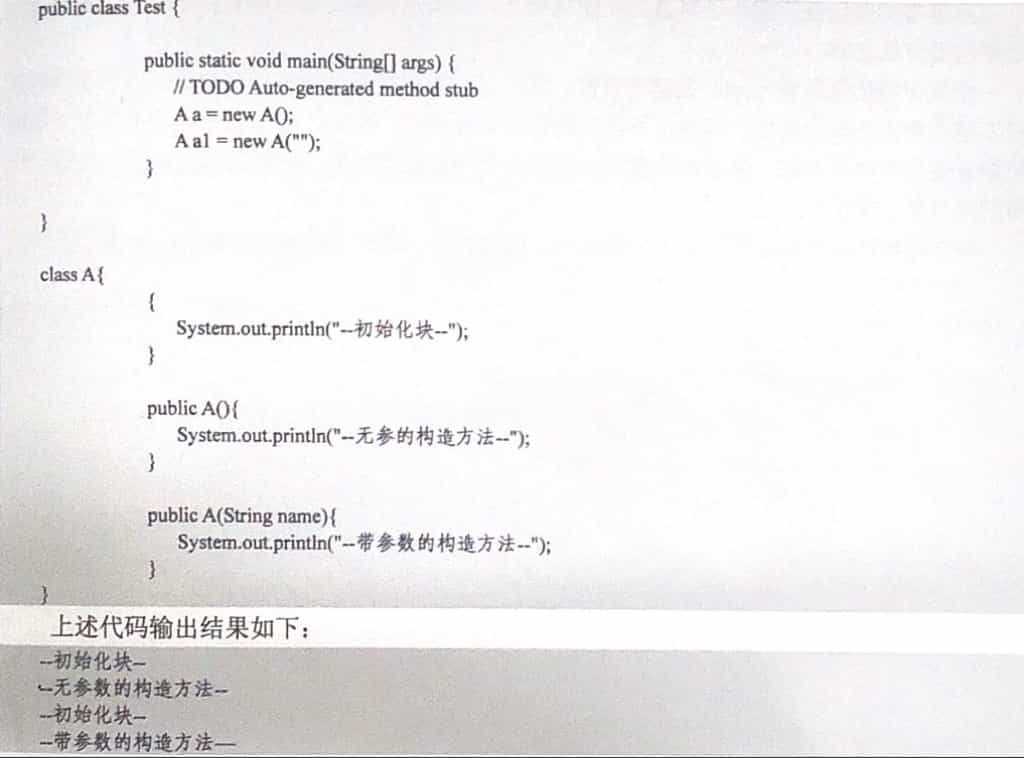 public class Test {
public static void main(String[] args) {
// TODO Auto-generated method stub
A a = new A();
A a1 = new A("");
}
}
class A{
{
System.out.println("--初始化块--");
}
public A(){
System.out.println("--无参的构造方法--");
}
public A(String name){
System.out.println("--带参数的构造方法--");
}
}
上述代码输出结果如下：
--初始化块--
--无参数的构造方法--
--初始化块--
--带参数的构造方法—